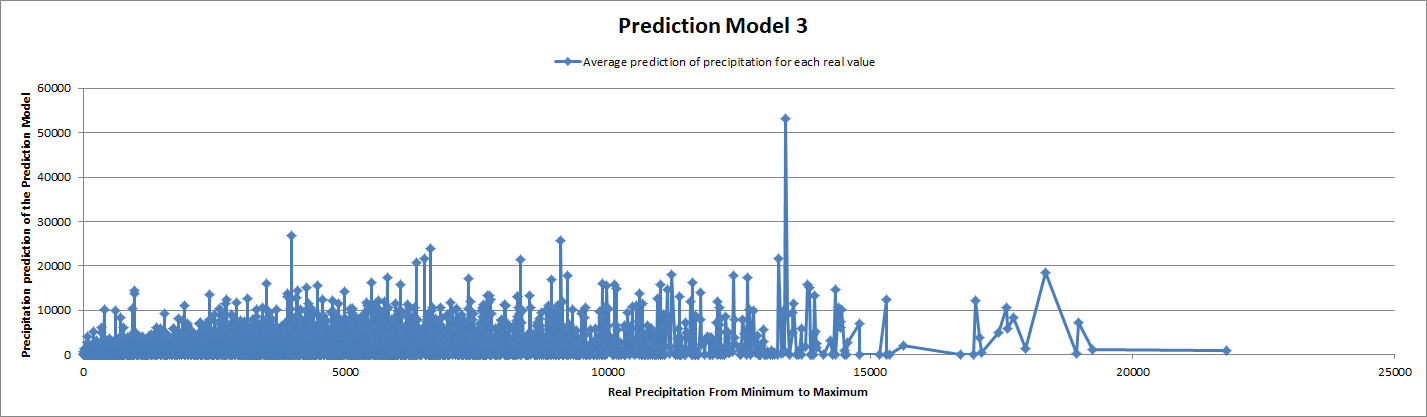 Prediction Model 3
Average prediction of precipitation for each real value
Precipitation prediction of the Prediction Model
60000
50000
40000
30000
20000
10000
0
0 5000 10000 15000 20000 25000
Real Precipitation From Minimum to Maximum